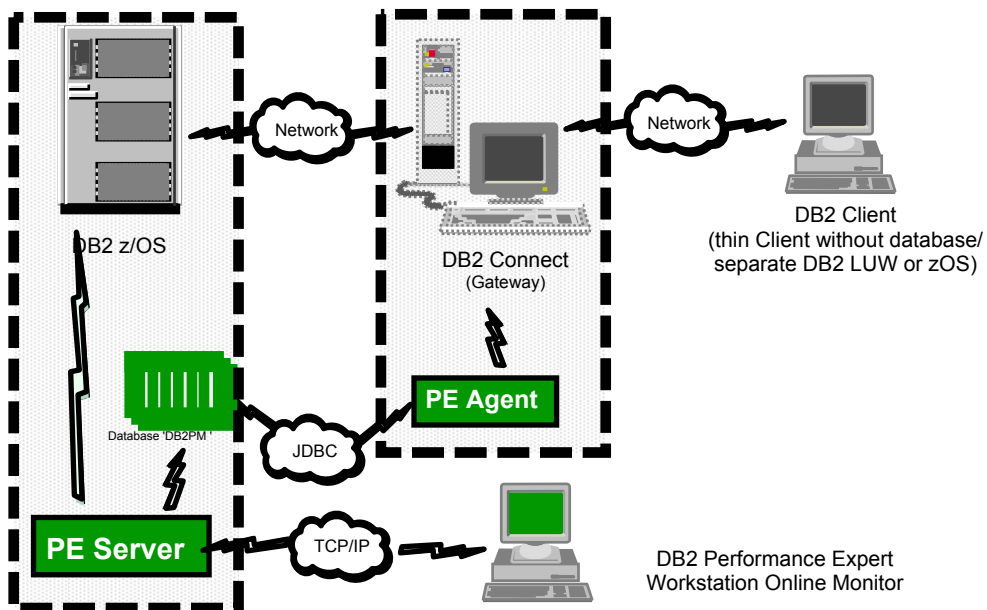 Network
Network
DB2 z/OS
DB2 Connect
(Gateway)
DB2 Client
(thin Client without database/
separate DB2 LUW or zOS)
PE Agent
Database 'DB2PM '
JDBC
PE Server
TCP/IP
DB2 Performance Expert
Workstation Online Monitor